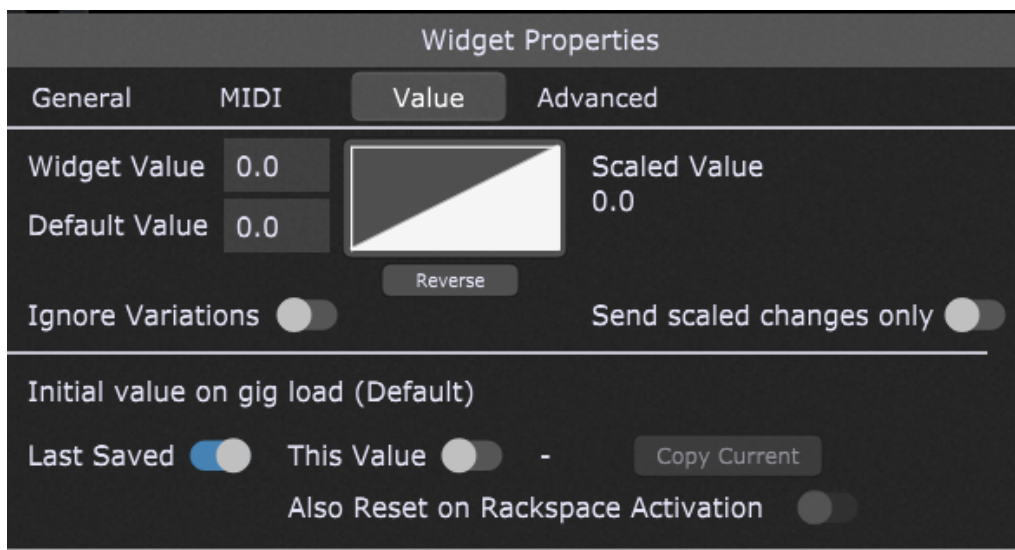 Widget Properties
General MIDI Value Advanced
Widget Value 0.0 Scaled Value
0.0
Default Value 0.0
Reverse
Ignore Variations Send scaled changes only
Initial value on gig load (Default)
Last Saved This Value - Copy Current
Also Reset on Rackspace Activation